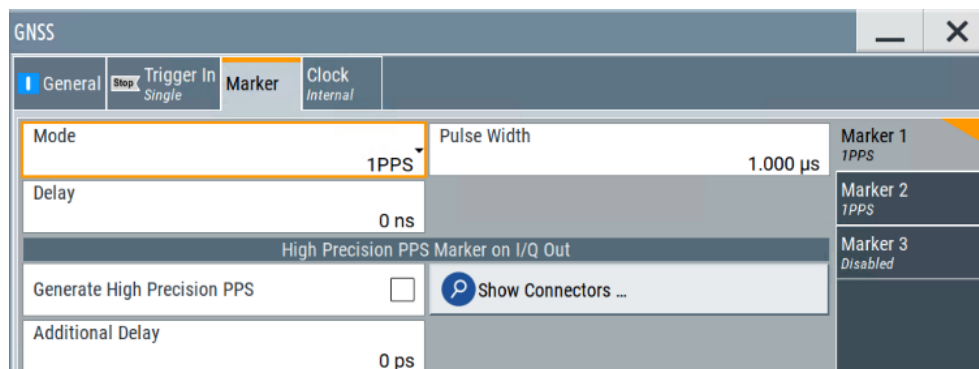 GNSS
General
Stop
Trigger In
Single
Marker
Clock
Internal
Mode
1PPS
Pulse Width
1.000 µs
Marker 1
1PPS
Delay
0 ns
Marker 2
1PPS
High Precision PPS Marker on I/Q Out
Marker 3
Disabled
Generate High Precision PPS
Show Connectors ...
Additional Delay
0 ps